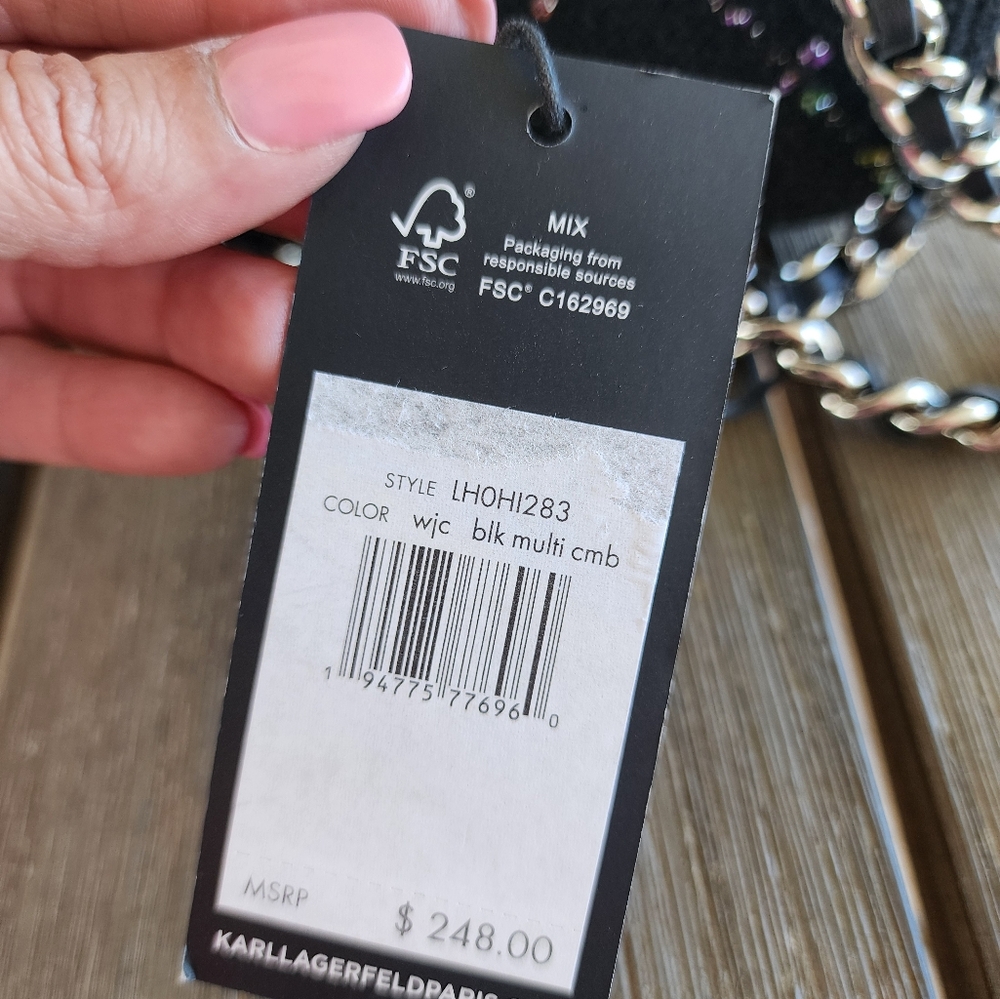 ®
FSC
www.fsc.org
MIX
Packaging from
responsible sources
FSC® C162969
STYLE LH0HI283
COLOR wjc blk multi cmb
1 94775 77696 0
MSRP $ 248.00
KARLLAGERFELDPARIS